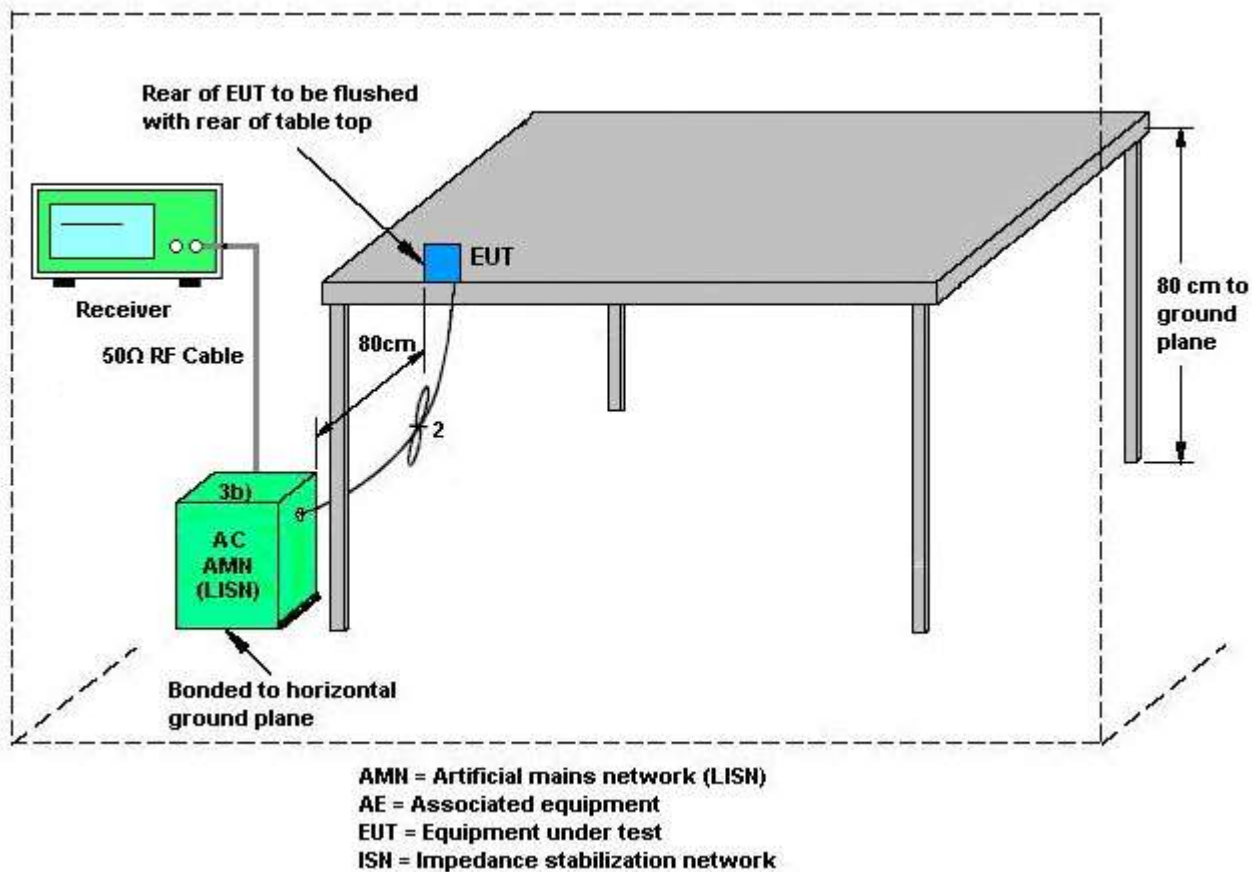 Rear of EUT to be flushed
with rear of table top
EUT
Receiver
50Ω RF Cable
80cm
2
80 cm to
ground
plane
3b)
AC
AMN
(LISN)
Bonded to horizontal
ground plane
AMN = Artificial mains network (LISN)
AE = Associated equipment
EUT = Equipment under test
ISN = Impedance stabilization network